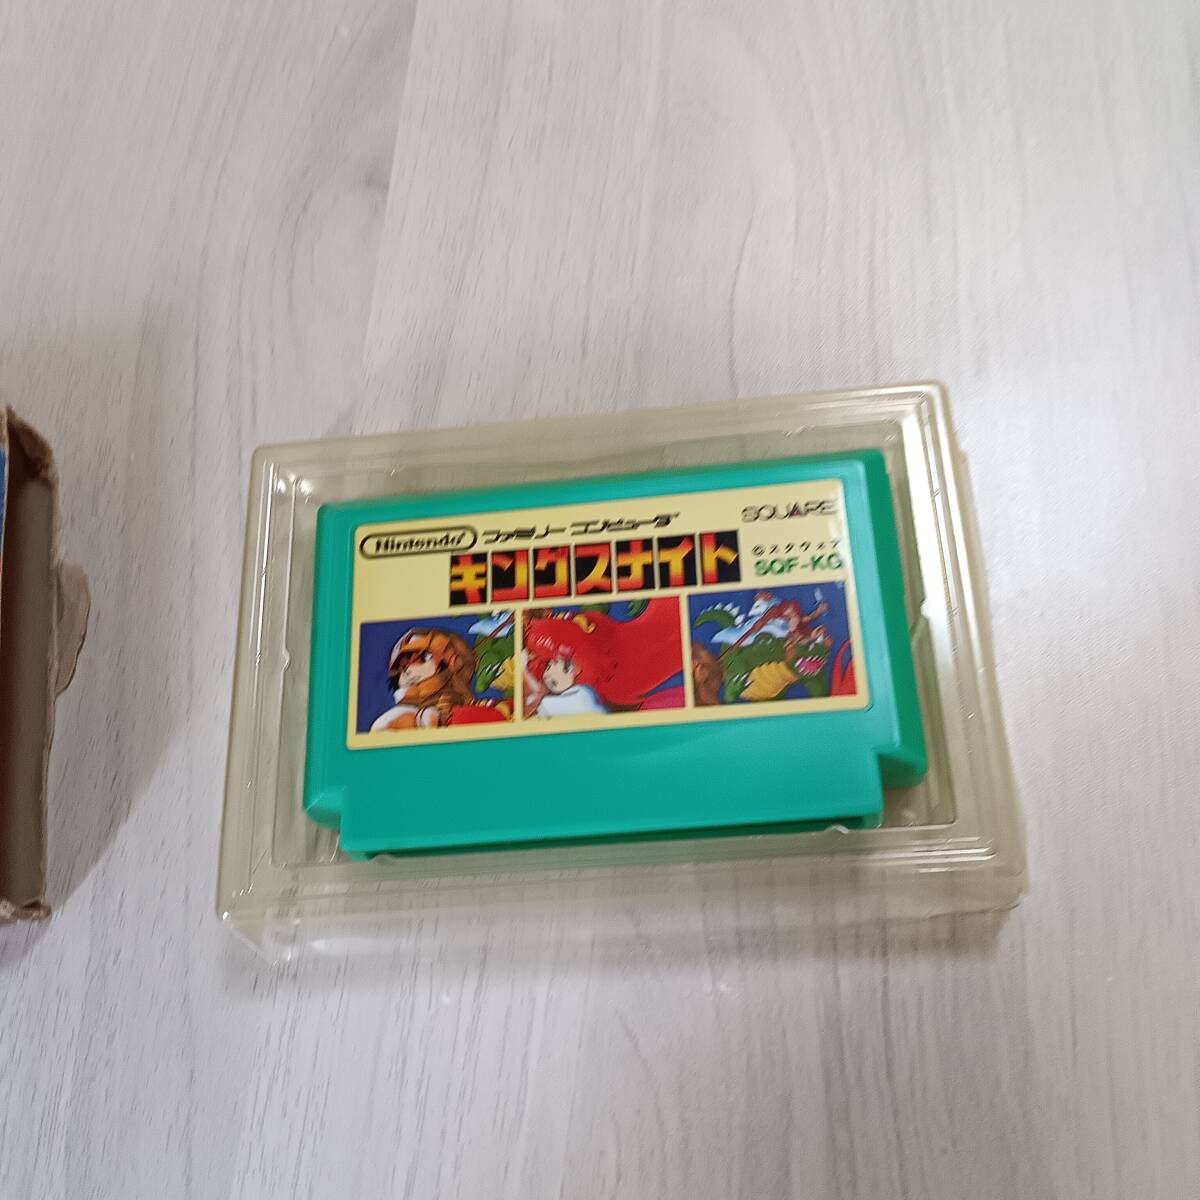 Nintendo
ファミリー コンピュータ
SQUARE
キングスナイト
©スクウェア
SQF-KG